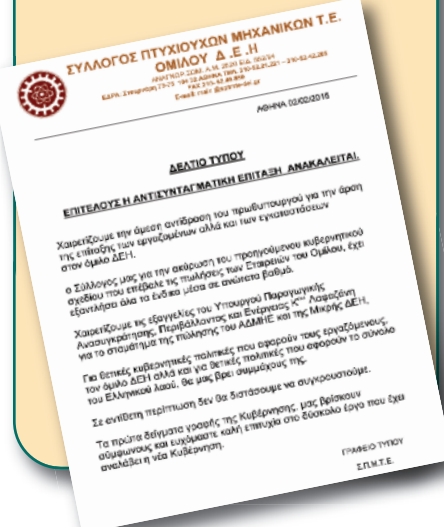 ΣΥΛΛΟΓΟΣ ΠΤΥΧΙΟΥΧΩΝ ΜΗΧΑΝΙΚΩΝ Τ.Ε.
ΟΜΙΛΟΥ Δ .Ε .Η
ΑΘΗΝΑ 02/02/2015
ΔΕΛΤΙΟ ΤΥΠΟΥ
ΕΠΙΤΕΛΟΥΣ Η ΑΝΤΙΣΥΝΤΑΓΜΑΤΙΚΗ ΕΠΙΤΑΞΗ ΑΝΑΚΑΛΕΙΤΑΙ.
Χαιρετίζουμε την άμεση αντίδραση του πρωθυπουργού για την άρση
της επίταξης των εργαζομένων αλλά και των εγκαταστάσεων
στον όμιλο ΔΕΗ.
ο Σύλλογος μας για την ακύρωση του προηγούμενου κυβερνητικού
σχεδίου που επέβαλε τις πωλήσεις των Εταιρειών του Ομίλου, έχει
εξαντλήσει όλα τα ένδικα μέσα σε ανώτατο βαθμό.
Χαιρετίζουμε τις εξαγγελίες του Υπουργού Παραγωγικής
Ανασυγκρότησης, Περιβάλλοντος και Ενέργειας Κου Λαφαζάνη
για το σταμάτημα της πώλησης του ΑΔΜΗΕ και της Μικρής ΔΕΗ,
Για θετικές κυβερνητικές πολιτικές που αφορούν τους εργαζόμενους,
τον όμιλο ΔΕΗ αλλά και για θετικές πολιτικές που αφορούν το σύνολο
του Ελληνικού λαού, θα μας βρει συμμάχους της.
Σε αντίθετη περίπτωση δεν θα διστάσουμε να συγκρουστούμε.
Τα πρώτα δείγματα γραφής της Κυβέρνησης, μας βρίσκουν
σύμφωνους και ευχόμαστε καλή επιτυχία στο δύσκολο έργο που έχει
αναλάβει η νέα Κυβέρνηση.
ΓΡΑΦΕΙΟ ΤΥΠΟΥ
Σ.Π.Μ.Τ.Ε.